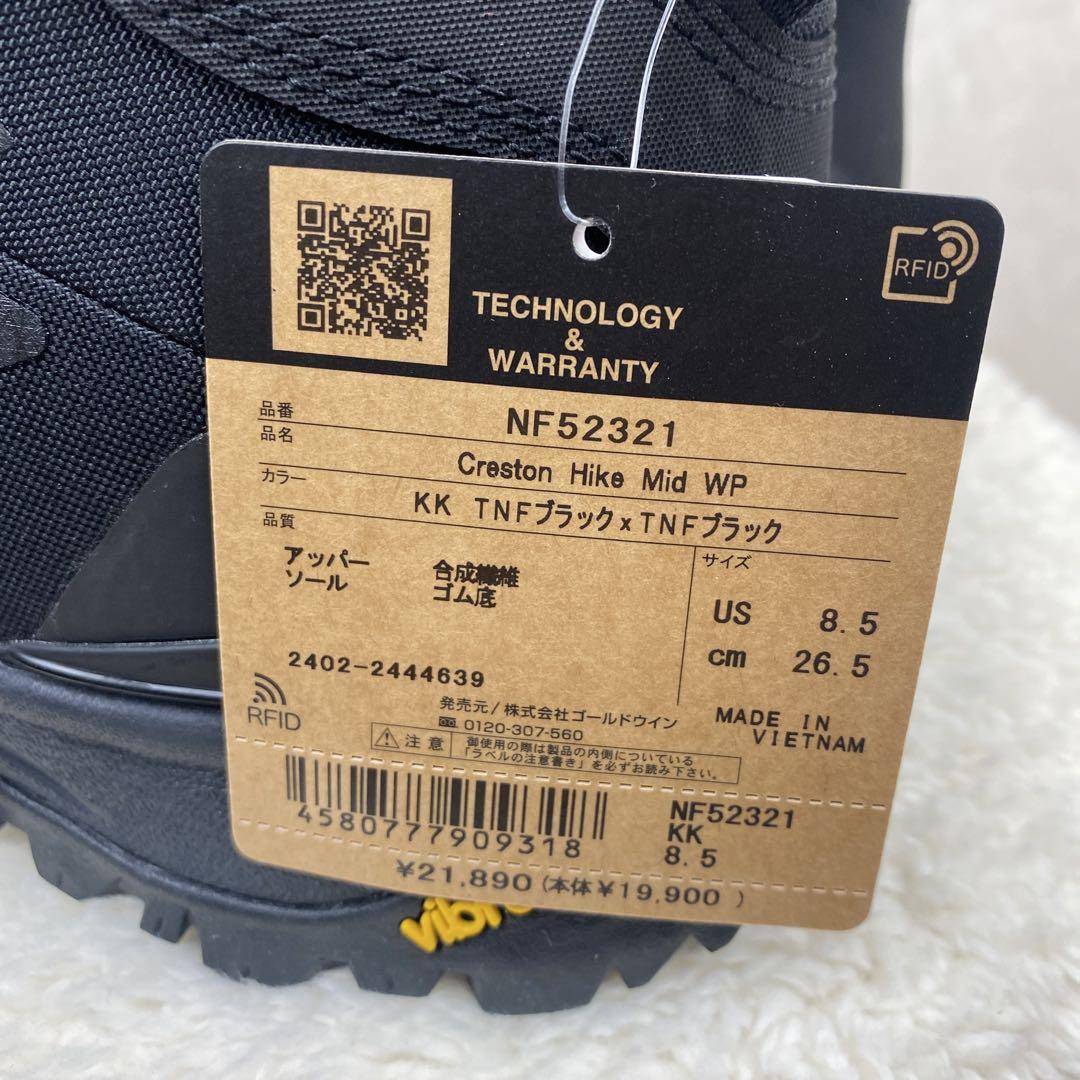 RFID
TECHNOLOGY
&
WARRANTY
品番 NF52321
品名 Creston Hike Mid WP
カラー KK TNFブラック x TNFブラック
品質
アッパー 合成繊維
ソール ゴム底
サイズ
US 8.5
cm 26.5
2402-2444639
RFID
発売元/株式会社ゴールドウイン
0120-307-560
MADE IN
VIETNAM
注意
御使用の際は製品の内側についている
「ラベルの注意書き」を必ずお読み下さい。
4580777909318
NF52321
KK
8.5
¥21,890 (本体¥19,900 )